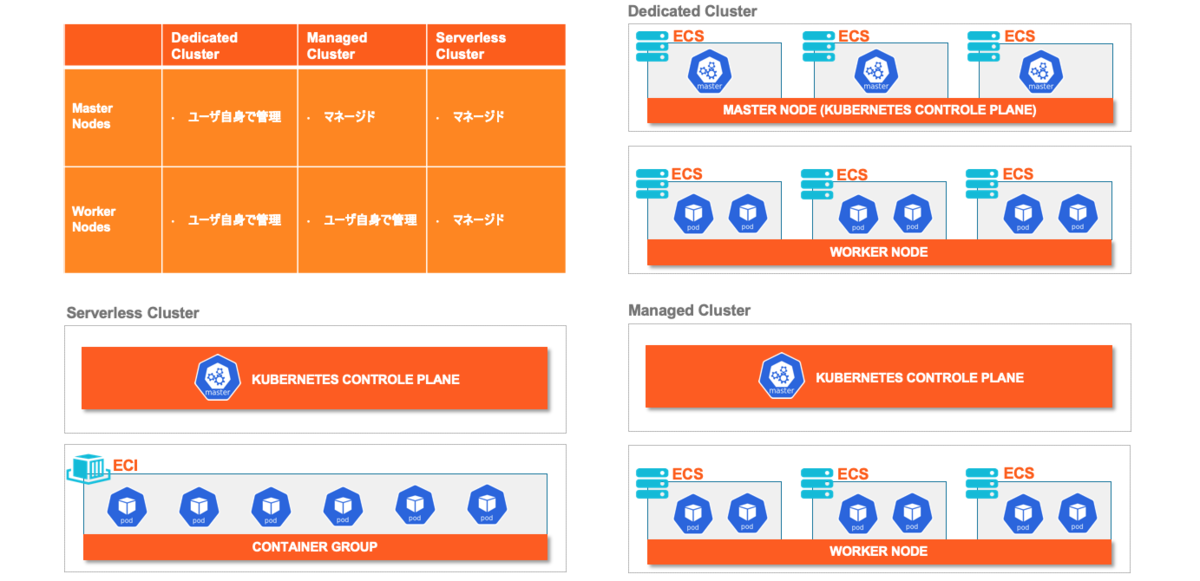 Dedicated Cluster
Managed Cluster
Serverless Cluster
Master Nodes
・ ユーザ自身で管理
・ マネージド
・ マネージド
Worker Nodes
・ ユーザ自身で管理
・ ユーザ自身で管理
・ マネージド
Dedicated Cluster
ECS
ECS
ECS
master
master
master
MASTER NODE (KUBERNETES CONTROLE PLANE)
ECS
ECS
ECS
pod
pod
pod
pod
pod
pod
WORKER NODE
Serverless Cluster
master
KUBERNETES CONTROLE PLANE
ECI
pod
pod
pod
pod
pod
pod
CONTAINER GROUP
Managed Cluster
master
KUBERNETES CONTROLE PLANE
ECS
ECS
ECS
pod
pod
pod
pod
pod
pod
WORKER NODE